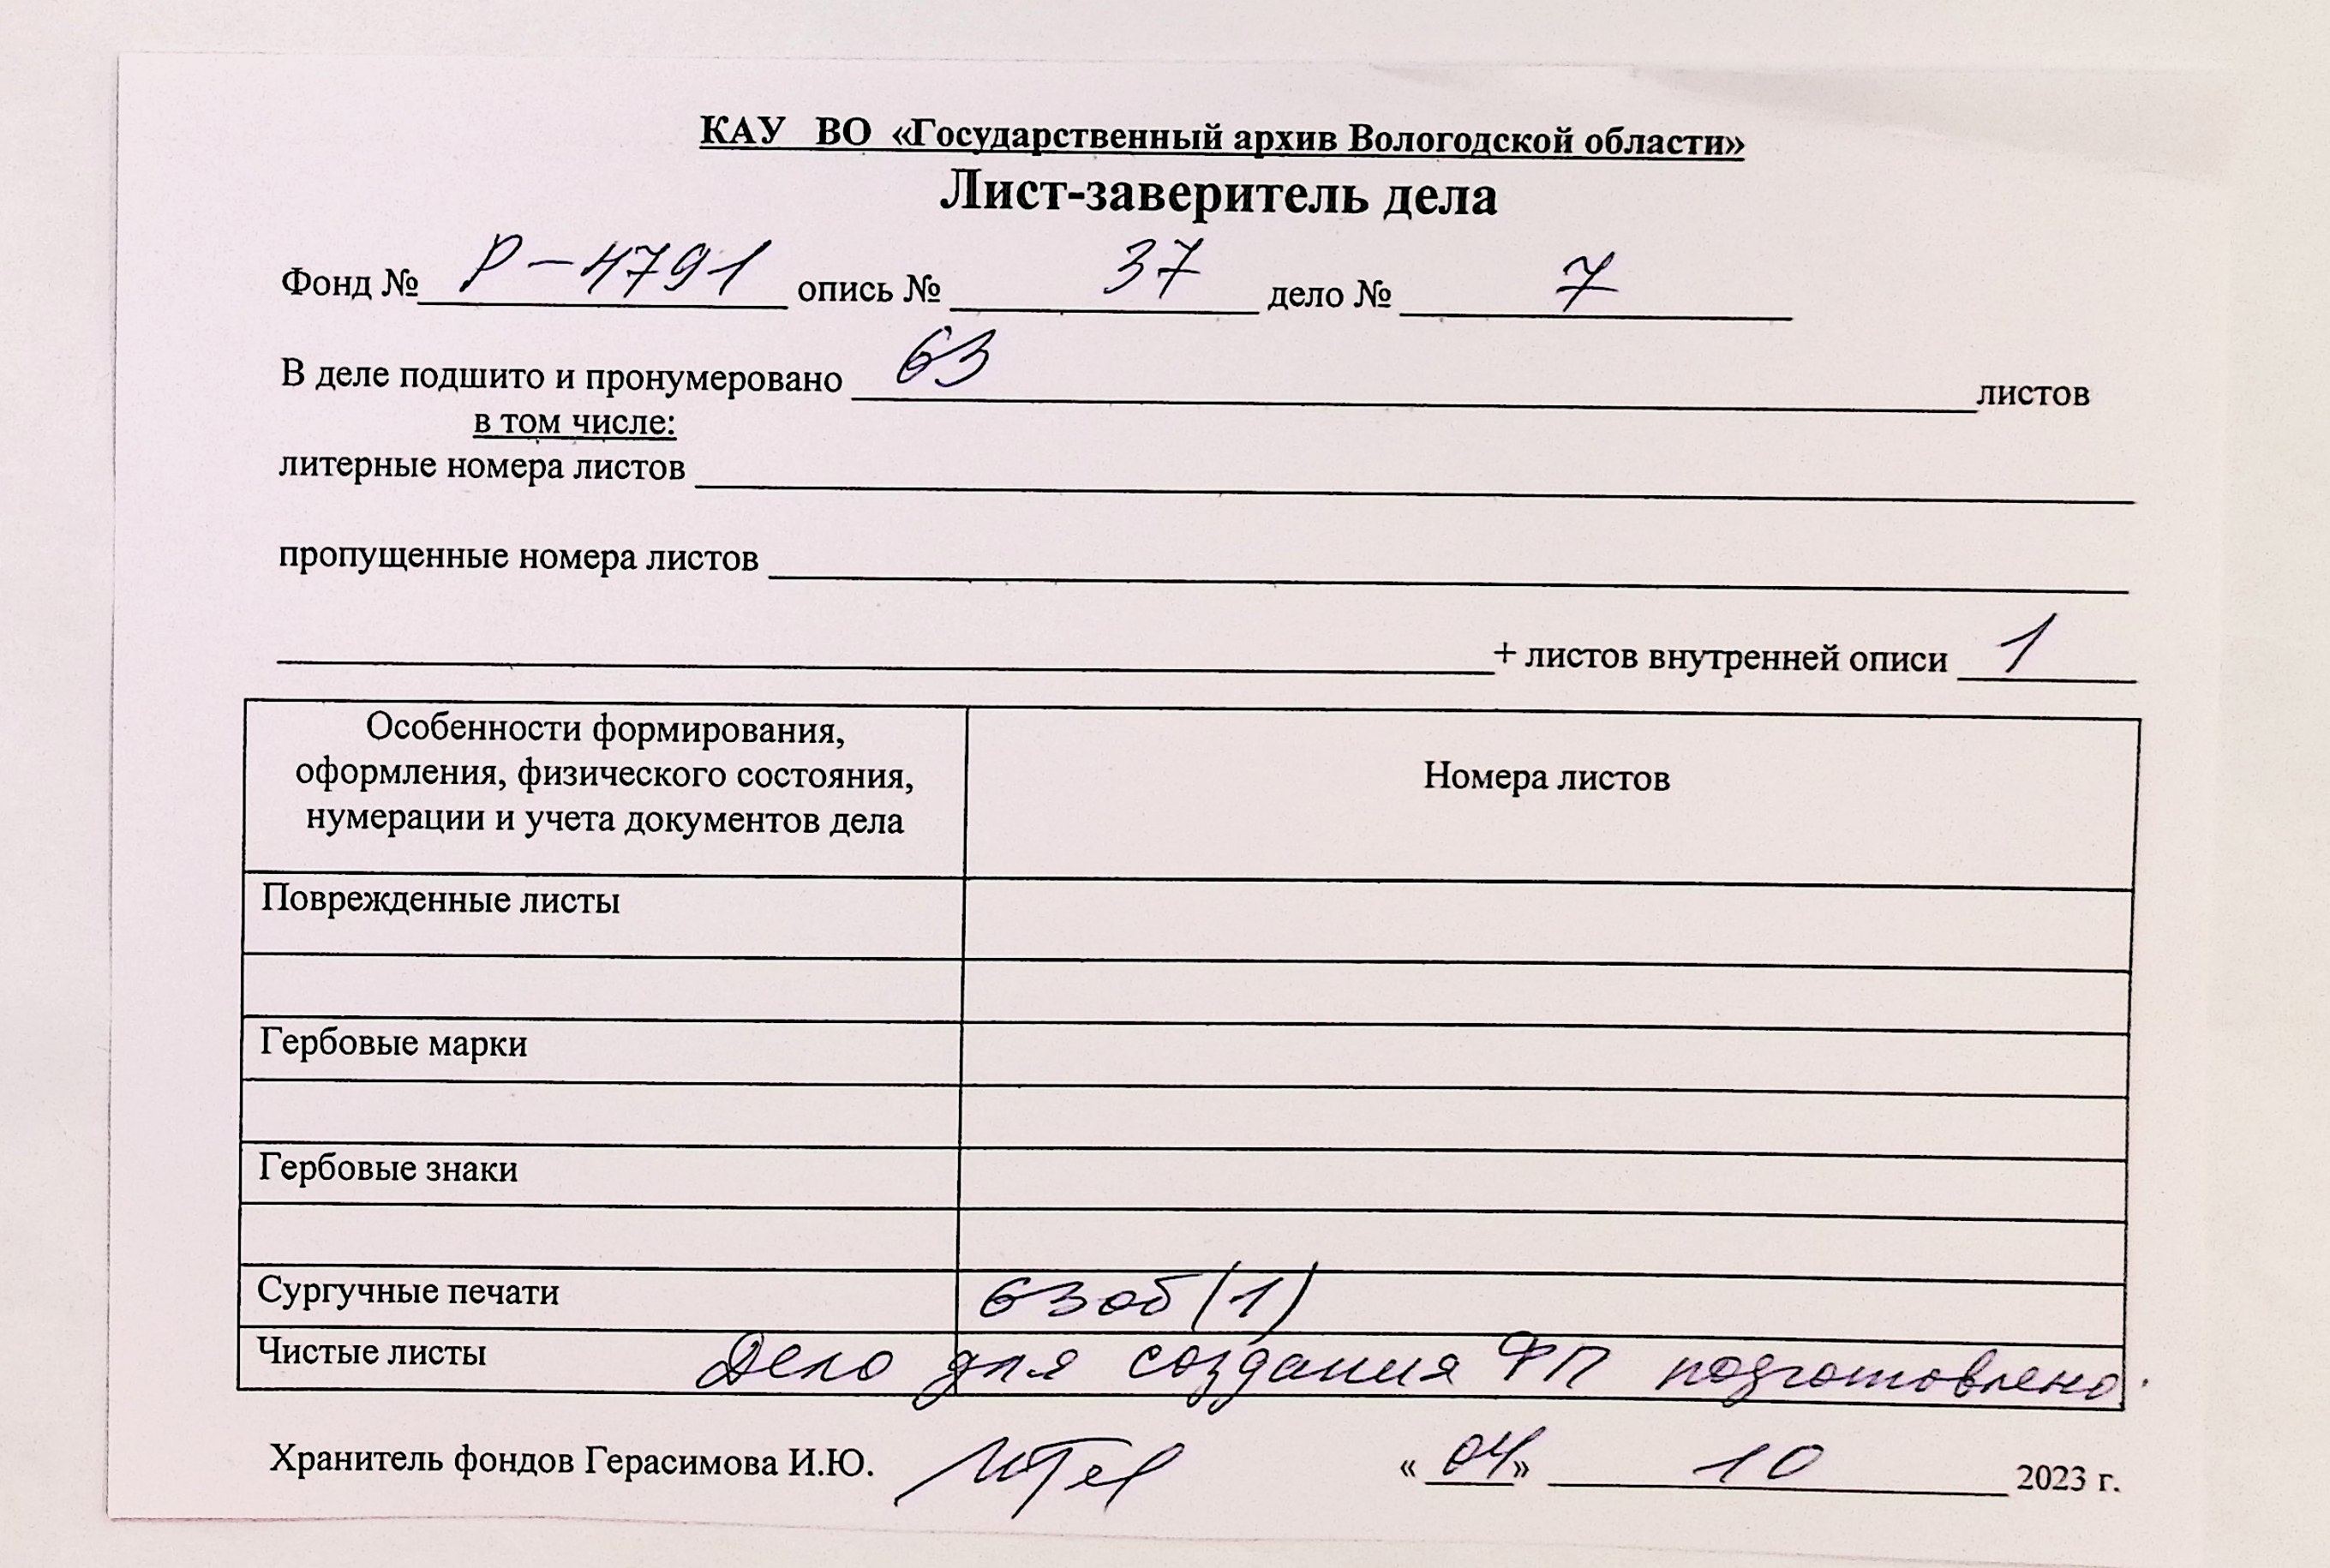 КАУ ВО «Государственный архив Вологодской области»
Лист-заверитель дела
Фонд № Р-4791 опись № 37 дело № 7
В деле подшито и пронумеровано 63 листов
в том числе:
литерные номера листов
пропущенные номера листов
+ листов внутренней описи 1
Особенности формирования,
оформления, физического состояния,
нумерации и учета документов дела
Номера листов
Поврежденные листы
Гербовые марки
Гербовые знаки
Сургучные печати 63об(1)
Чистые листы Дело для создания ФП подготовлено.
Хранитель фондов Герасимова И.Ю. «04» 10 2023 г.